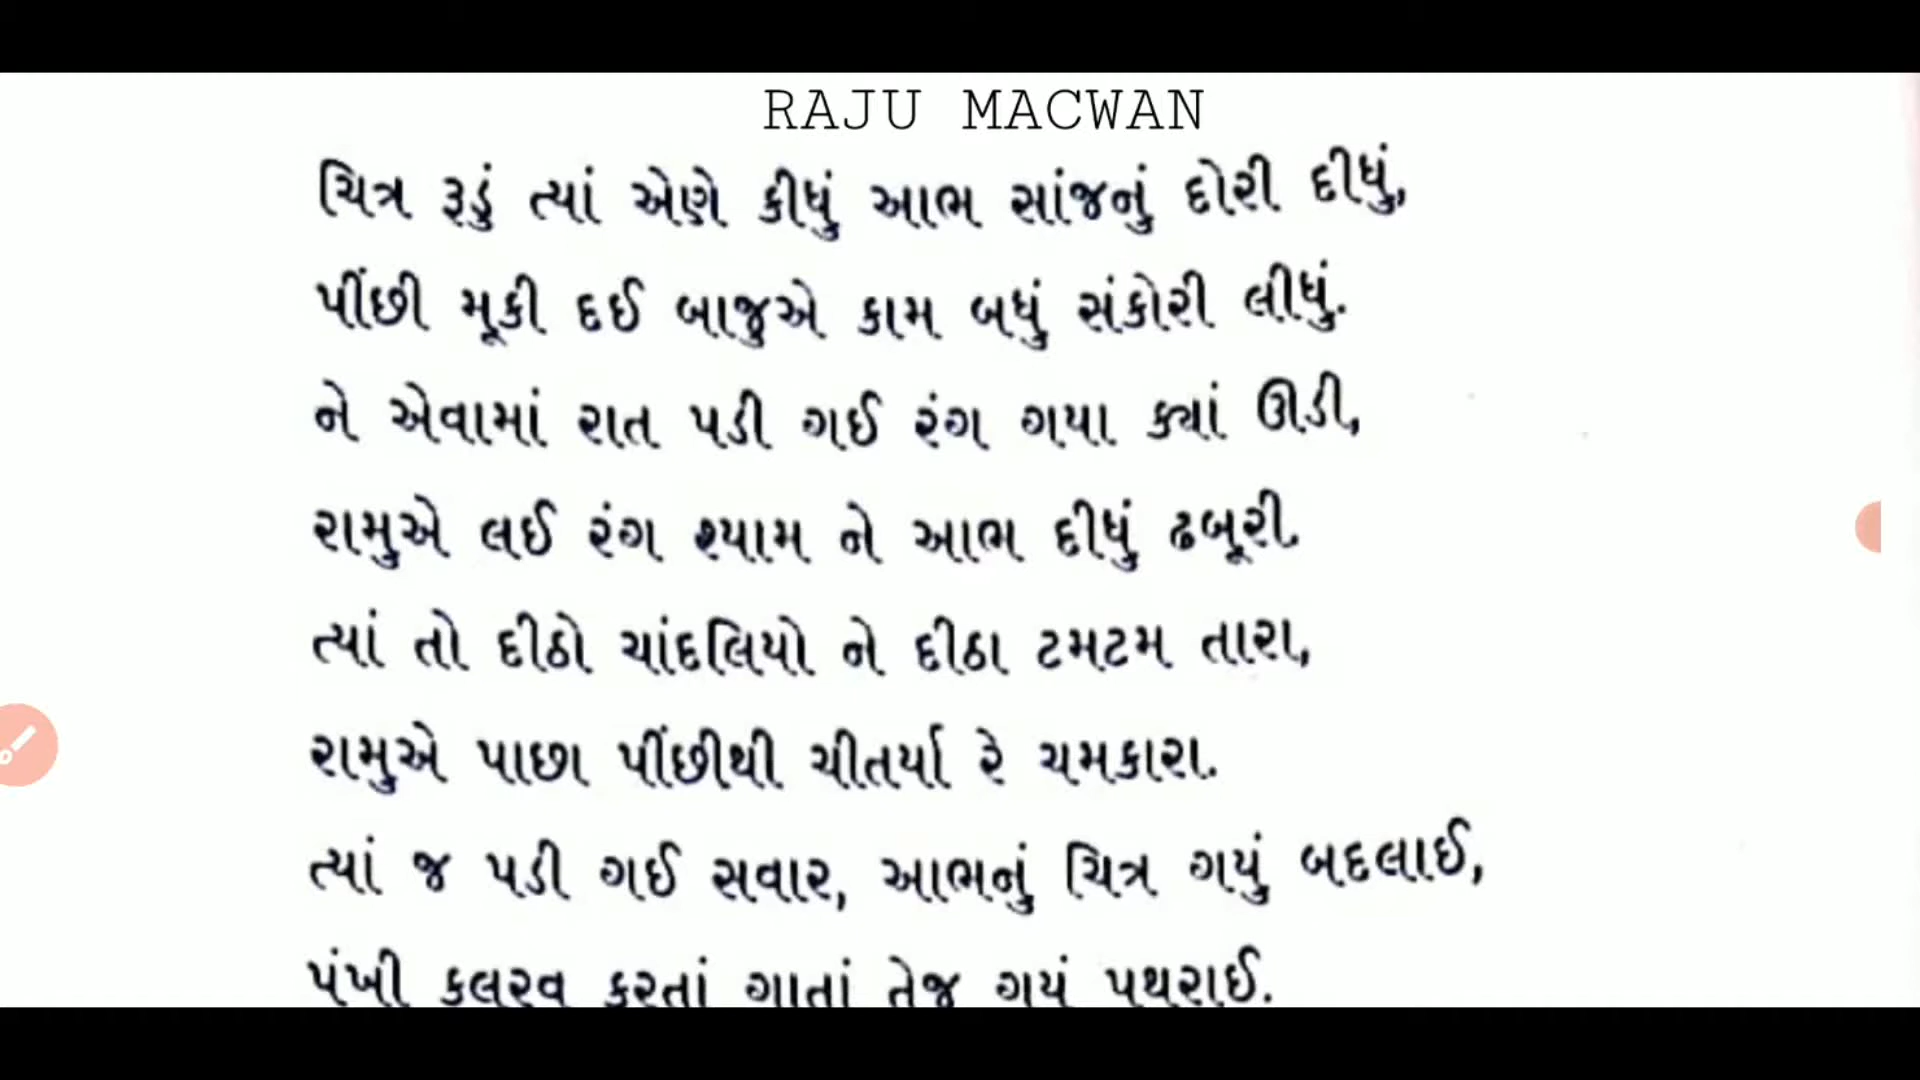 RAJU MACWAN
ચિત્ર રૂડું ત્યાં એણે કીધું આભ સાંજનું દોરી દીધું,
પીંછી મૂકી દઈ બાજુએ કામ બધું સંકોરી લીધું.
ને એવામાં રાત પડી ગઈ રંગ ગયા ક્યાં ઊડી,
રામુએ લઈ રંગ શ્યામ ને આભ દીધું ઢબૂરી.
ત્યાં તો દીઠો ચાંદલિયો ને દીઠા ટમટમ તારા,
રામુએ પાછા પીંછીથી ચીતર્યા રે ચમકારા.
ત્યાં જ પડી ગઈ સવાર, આભનું ચિત્ર ગયું બદલાઈ,
પંખી કલરવ કરતાં ગાતાં તેજ ગયું પથરાઈ.